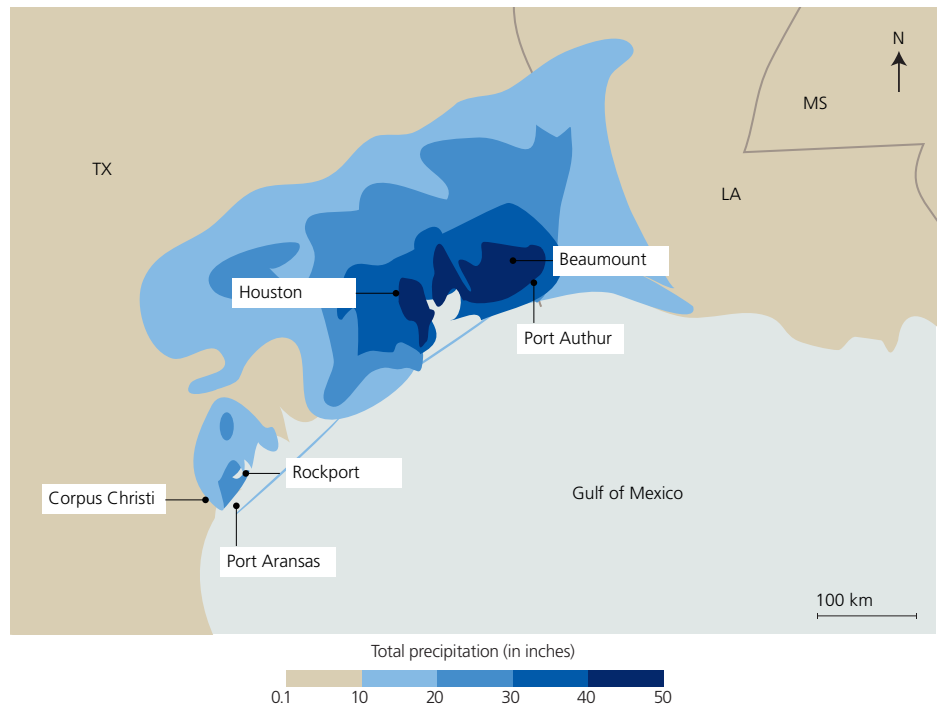 N
MS
TX
LA
Beaumount
Houston
Port Authur
Rockport
Corpus Christi
Gulf of Mexico
Port Aransas
100 km
Total precipitation (in inches)
0.1 10 20 30 40 50